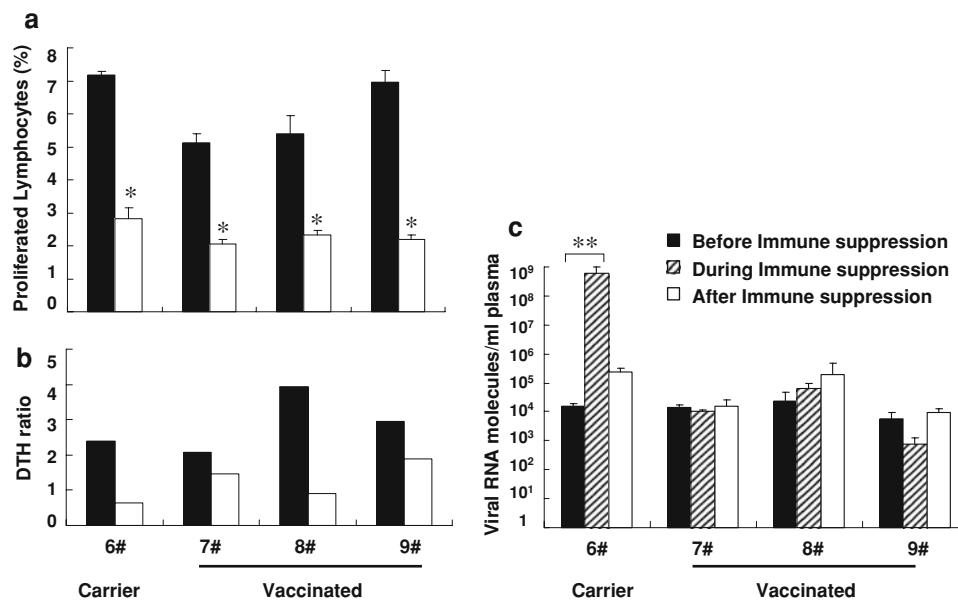 a
Proliferated Lymphocytes (%)
8
7
6
5
4
3
2
1
0
*
*
*
*
b
DTH ratio
5
4
3
2
1
0
6#
7#
8#
9#
Carrier
Vaccinated
c
Before Immune suppression
During Immune suppression
After Immune suppression
**
Viral RNA molecules/ml plasma
10⁹
10⁸
10⁷
10⁶
10⁵
10⁴
10³
10²
10¹
1
6#
7#
8#
9#
Carrier
Vaccinated